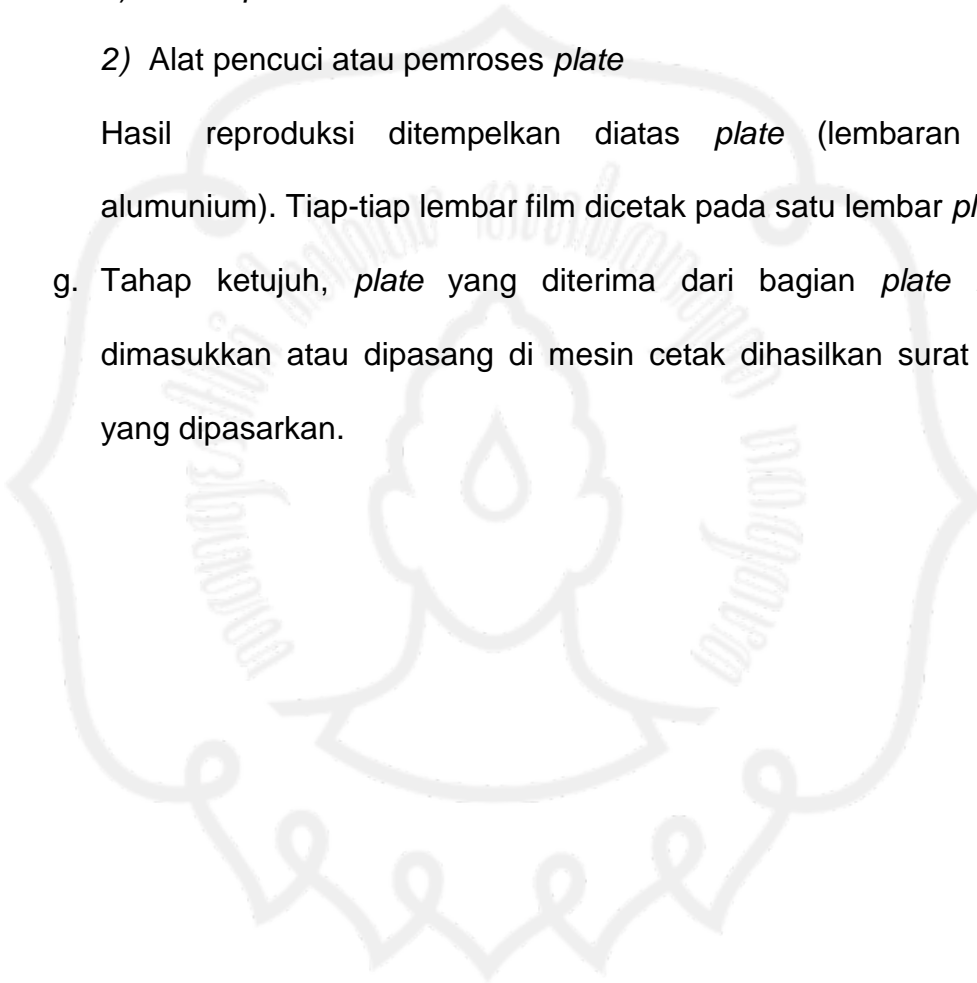 2) Alat pencuci atau pemroses plate
Hasil reproduksi ditempelkan diatas plate (lembaran
alumunium). Tiap-tiap lembar film dicetak pada satu lembar
g. Tahap ketujuh, plate yang diterima dari bagian plate
dimasukkan atau dipasang di mesin cetak dihasilkan surat
yang dipasarkan.